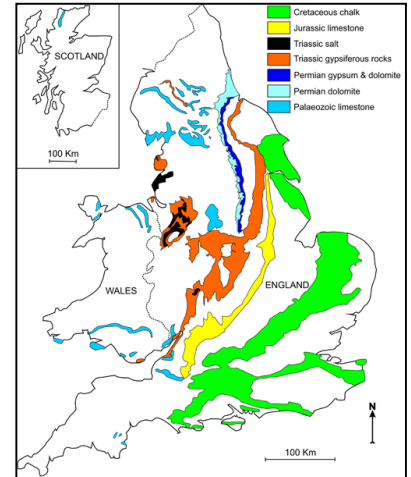 SCOTLAND
100 Km
Cretaceous chalk
Jurassic limestone
Triassic salt
Triassic gypsiferous rocks
Permian gypsum & dolomite
Permian dolomite
Palaeozoic limestone
WALES
ENGLAND
N
100 Km